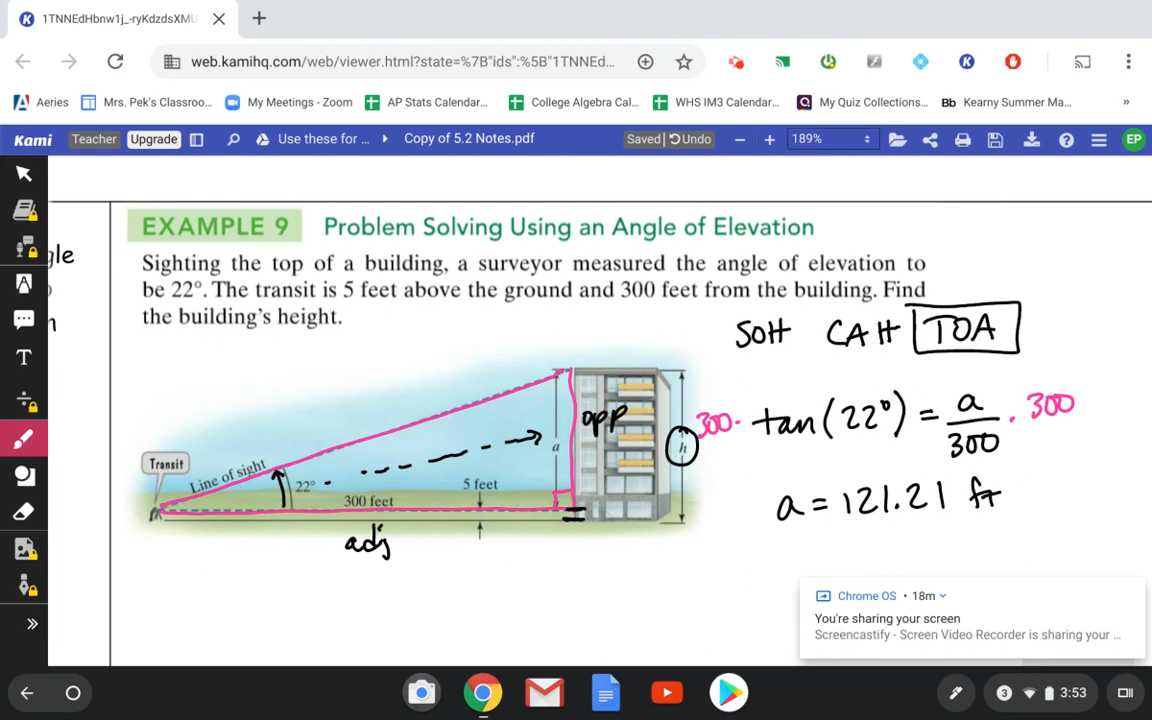 1TNNEdHbnw1j_-ryKdzdsXMU
web.kamihq.com/web/viewer.html?state=%7B"ids":%5B"1TNNEd...
Aeries Mrs. Pek's Classroo... My Meetings - Zoom AP Stats Calendar... College Algebra Cal... WHS IM3 Calendar... My Quiz Collections... Bb Kearny Summer Ma... »
Kami Teacher Upgrade Use these for ... Copy of 5.2 Notes.pdf Saved Undo 189% EP
gle
EXAMPLE 9 Problem Solving Using an Angle of Elevation
Sighting the top of a building, a surveyor measured the angle of elevation to
be 22°. The transit is 5 feet above the ground and 300 feet from the building. Find
the building's height.
SOH CAH TOA
300· tan(22°) = a/300 · 300
a = 121.21 ft
opp
a
h
Transit
Line of sight
22°
5 feet
300 feet
adj
Chrome OS • 18m
You're sharing your screen
Screencastify - Screen Video Recorder is sharing your ...
3 3:53